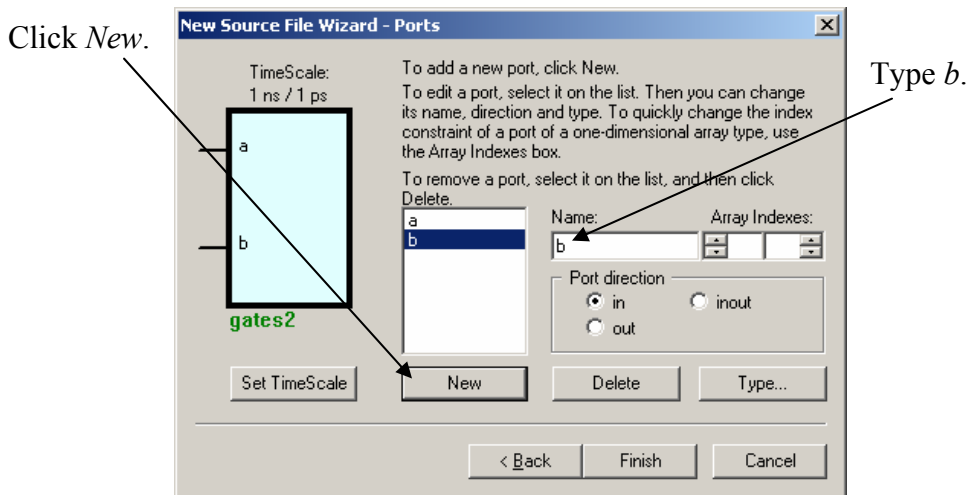 Click New.
Type b.
New Source File Wizard - Ports
TimeScale:
1 ns / 1 ps
a
b
gates2
To add a new port, click New.
To edit a port, select it on the list. Then you can change
its name, direction and type. To quickly change the index
constraint of a port of a one-dimensional array type, use
the Array Indexes box.
To remove a port, select it on the list, and then click
Delete.
a
b
Name:
Array Indexes:
b
Port direction
in
inout
out
Set TimeScale
New
Delete
Type...
< Back
Finish
Cancel